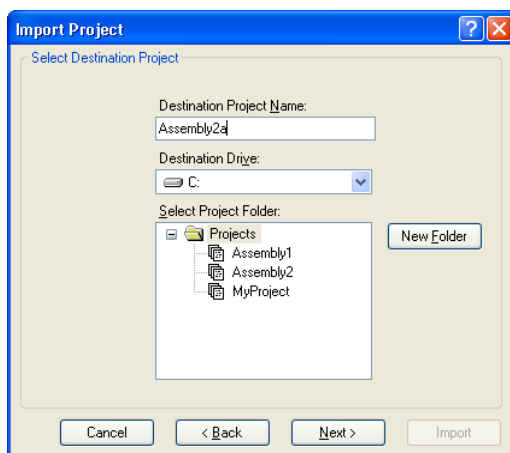 Import Project
Select Destination Project
Destination Project Name:
Assembly2a
Destination Drive:
C:
Select Project Folder:
Projects
New Folder
Assembly1
Assembly2
MyProject
Cancel
< Back
Next >
Import